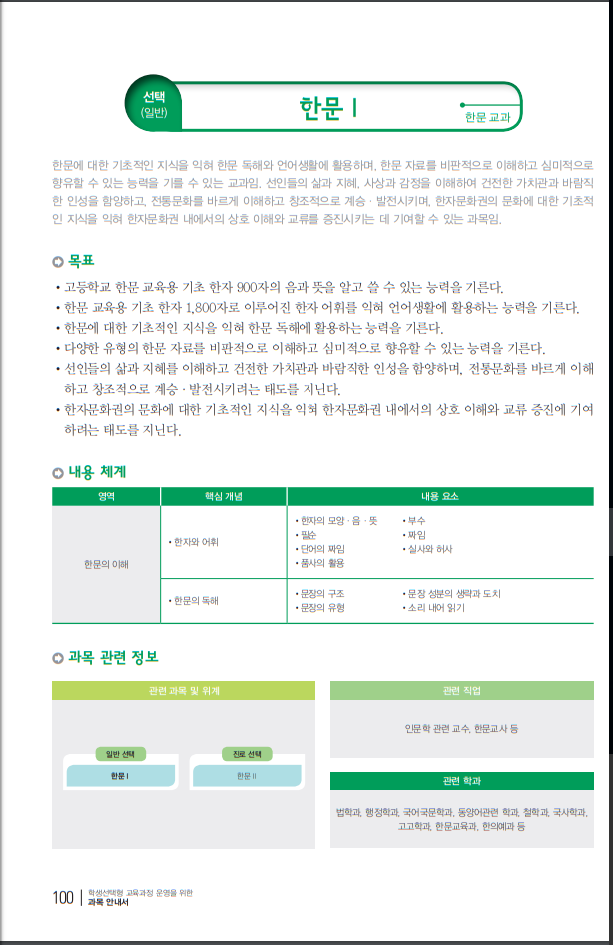 선택
(일반)
한문 Ⅰ
한문 교과
한문에 대한 기초적인 지식을 익혀 한문 독해와 언어생활에 활용하며, 한문 자료를 비판적으로 이해하고 심미적으로
향유할 수 있는 능력을 기를 수 있는 교과임. 선인들의 삶과 지혜, 사상과 감정을 이해하여 건전한 가치관과 바람직
한 인성을 함양하고, 전통문화를 바르게 이해하고 창조적으로 계승 · 발전시키며, 한자문화권의 문화에 대한 기초적
인 지식을 익혀 한자문화권 내에서의 상호 이해와 교류를 증진시키는 데 기여할 수 있는 과목임.
목표
• 고등학교 한문 교육용 기초 한자 900자의 음과 뜻을 알고 쓸 수 있는 능력을 기른다.
• 한문 교육용 기초 한자 1,800자로 이루어진 한자 어휘를 익혀 언어생활에 활용하는 능력을 기른다.
• 한문에 대한 기초적인 지식을 익혀 한문 독해에 활용하는 능력을 기른다.
• 다양한 유형의 한문 자료를 비판적으로 이해하고 심미적으로 향유할 수 있는 능력을 기른다.
• 선인들의 삶과 지혜를 이해하고 건전한 가치관과 바람직한 인성을 함양하며, 전통문화를 바르게 이해
하고 창조적으로 계승 · 발전시키려는 태도를 지닌다.
• 한자문화권의 문화에 대한 기초적인 지식을 익혀 한자문화권 내에서의 상호 이해와 교류 증진에 기여
하려는 태도를 지닌다.
내용 체계
영역 핵심 개념 내용 요소
한문의 이해
• 한자와 어휘
• 한자의 모양 · 음 · 뜻 • 부수
• 필순 • 짜임
• 단어의 짜임 • 실사와 허사
• 품사의 활용
• 한문의 독해
• 문장의 구조 • 문장 성분의 생략과 도치
• 문장의 유형 • 소리 내어 읽기
과목 관련 정보
관련 과목 및 위계
일반 선택
한문 Ⅰ
진로 선택
한문 Ⅱ
관련 직업
인문학 관련 교수, 한문교사 등
관련 학과
법학과, 행정학과, 국어국문학과, 동양어관련 학과, 철학과, 국사학과,
고고학과, 한문교육과, 한의예과 등
100
학생선택형 교육과정 운영을 위한
과목 안내서